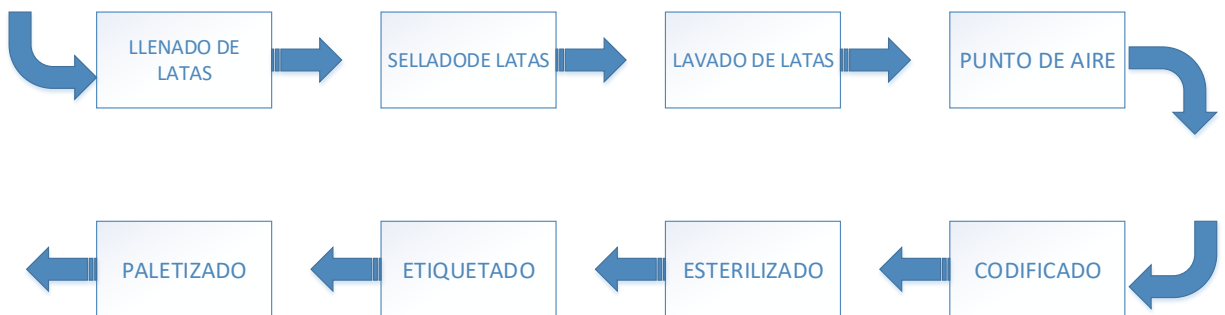 LLENADO DE
LATAS
SELLADODE LATAS
LAVADO DE LATAS
PUNTO DE AIRE
CODIFICADO
ESTERILIZADO
ETIQUETADO
PALETIZADO